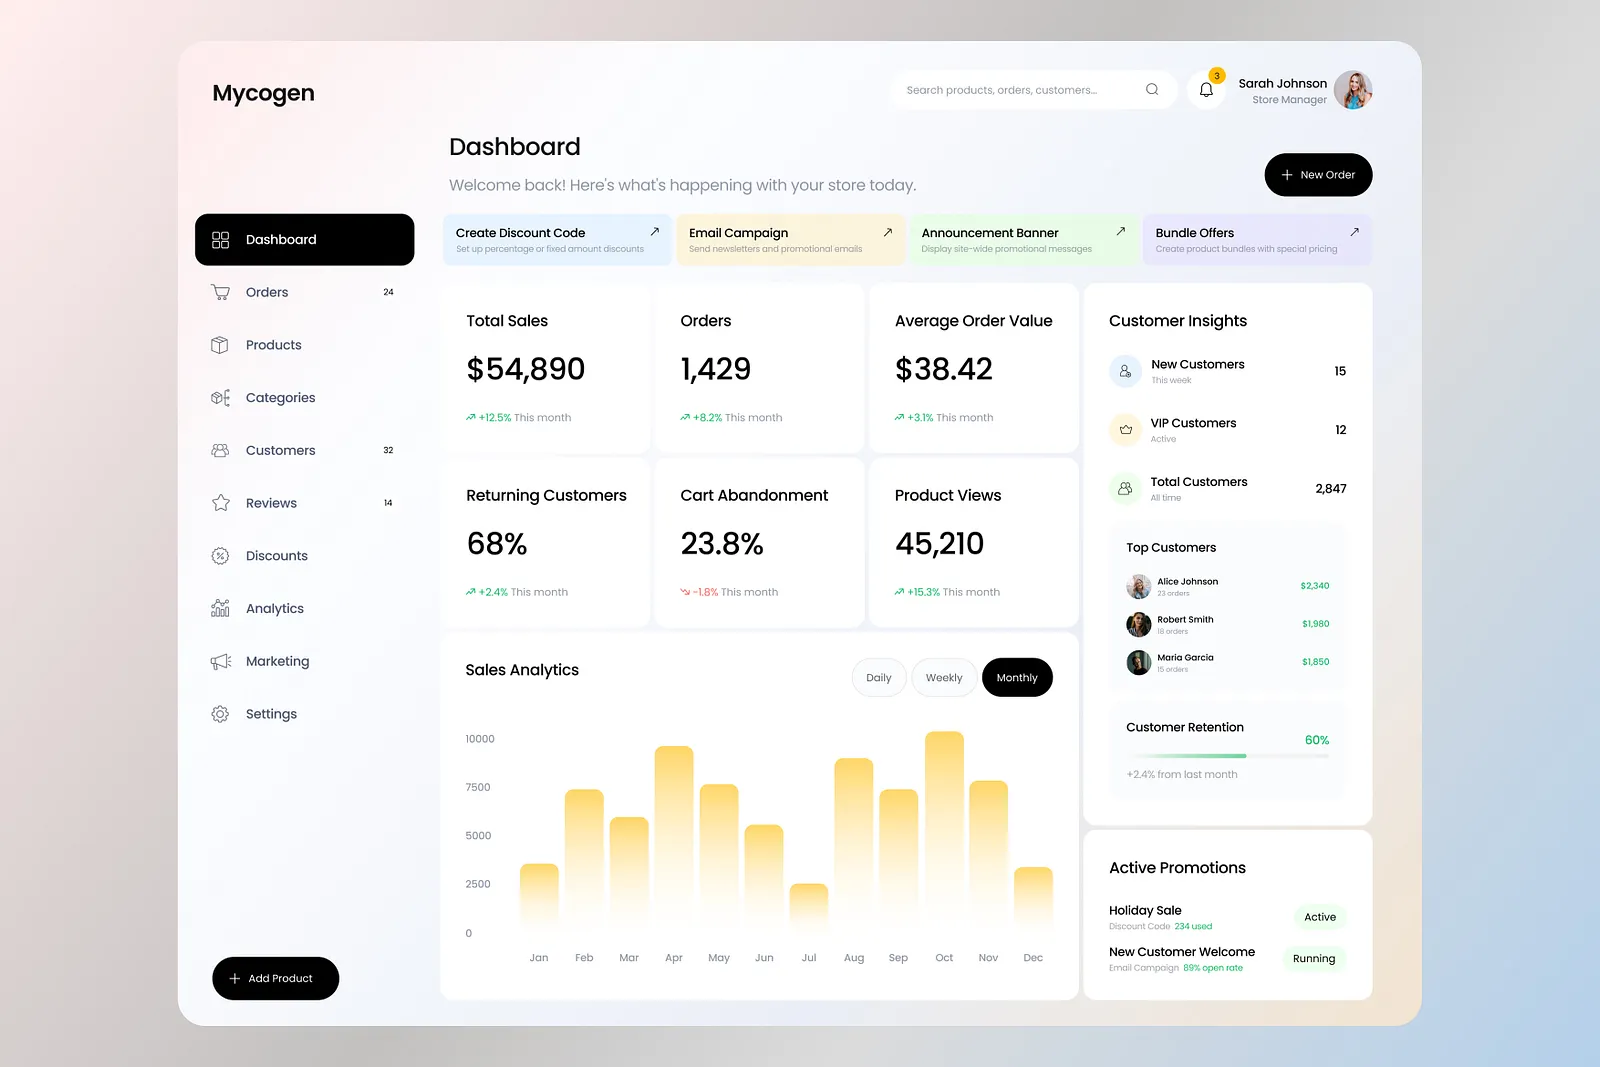 Mycogen
Search products, orders, customers...
3
Sarah Johnson
Store Manager
Dashboard
Welcome back! Here's what's happening with your store today.
+ New Order
Dashboard
Orders 24
Products
Categories
Customers 32
Reviews 14
Discounts
Analytics
Marketing
Settings
+ Add Product
Create Discount Code
Set up percentage or fixed amount discounts
Email Campaign
Send newsletters and promotional emails
Announcement Banner
Display site-wide promotional messages
Bundle Offers
Create product bundles with special pricing
Total Sales
$54,890
+12.5% This month
Orders
1,429
+8.2% This month
Average Order Value
$38.42
+3.1% This month
Returning Customers
68%
+2.4% This month
Cart Abandonment
23.8%
-1.8% This month
Product Views
45,210
+15.3% This month
Sales Analytics
Daily Weekly Monthly
10000
7500
5000
2500
0
Jan Feb Mar Apr May Jun Jul Aug Sep Oct Nov Dec
Customer Insights
New Customers 15
This week
VIP Customers 12
Active
Total Customers 2,847
All time
Top Customers
Alice Johnson $2,340
23 orders
Robert Smith $1,980
18 orders
Maria Garcia $1,850
15 orders
Customer Retention
60%
+2.4% from last month
Active Promotions
Holiday Sale Active
Discount Code 234 used
New Customer Welcome Running
Email Campaign 89% open rate